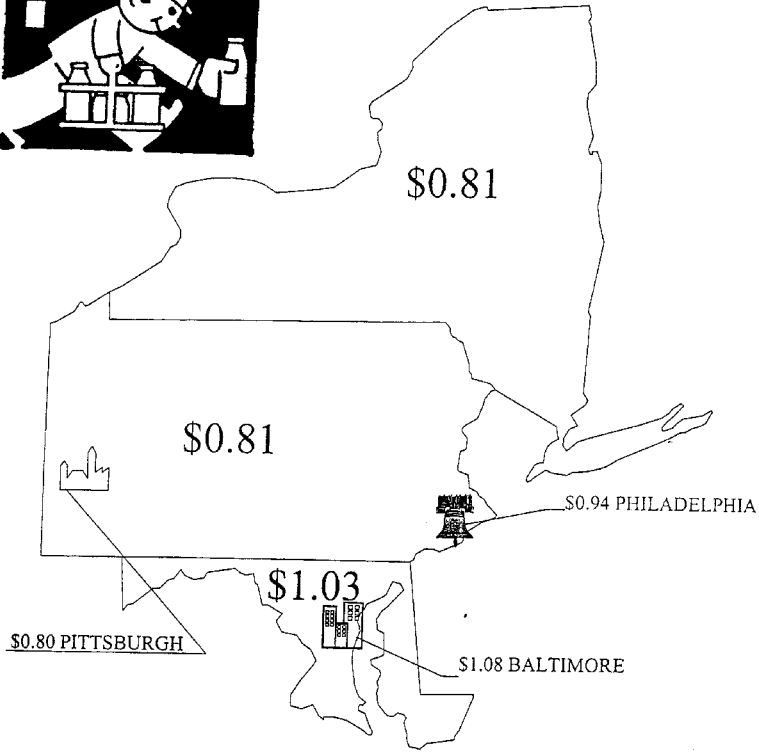 $0.81
$0.81
$0.94 PHILADELPHIA
$1.03
$0.80 PITTSBURGH
$1.08 BALTIMORE